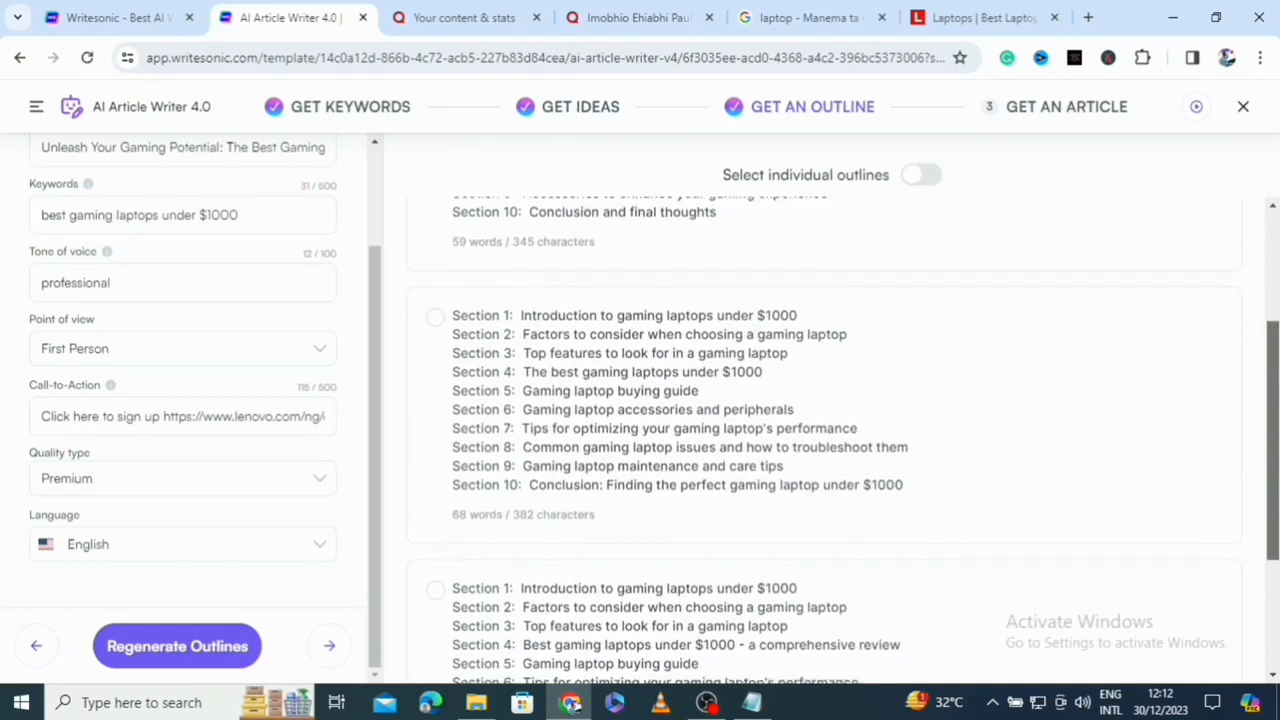 Writesonic - Best AI V
AI Article Writer 4.0 |
Your content & stats
Imobhio Ehiabhi Pau
laptop - Manema ta
Laptops | Best Laptop
app.writesonic.com/template/14c0a12d-866b-4c72-acb5-227b83d84cea/ai-article-writer-v4/6f3035ee-acd0-4368-a4c2-396bc5373006?s...
AI Article Writer 4.0
GET KEYWORDS
GET IDEAS
GET AN OUTLINE
3 GET AN ARTICLE
Unleash Your Gaming Potential: The Best Gaming
Keywords 31 / 500
best gaming laptops under $1000
Tone of voice 12 / 100
professional
Point of view
First Person
Call-to-Action 116 / 500
Click here to sign up https://www.lenovo.com/ng/
Quality type
Premium
Language
English
Regenerate Outlines
Select individual outlines
Section 10: Conclusion and final thoughts
59 words / 345 characters
Section 1: Introduction to gaming laptops under $1000
Section 2: Factors to consider when choosing a gaming laptop
Section 3: Top features to look for in a gaming laptop
Section 4: The best gaming laptops under $1000
Section 5: Gaming laptop buying guide
Section 6: Gaming laptop accessories and peripherals
Section 7: Tips for optimizing your gaming laptop's performance
Section 8: Common gaming laptop issues and how to troubleshoot them
Section 9: Gaming laptop maintenance and care tips
Section 10: Conclusion: Finding the perfect gaming laptop under $1000
68 words / 382 characters
Section 1: Introduction to gaming laptops under $1000
Section 2: Factors to consider when choosing a gaming laptop
Section 3: Top features to look for in a gaming laptop
Section 4: Best gaming laptops under $1000 - a comprehensive review
Section 5: Gaming laptop buying guide
Section 6: Tips for optimizing your gaming laptop's performance
Activate Windows
Go to Settings to activate Windows.
Type here to search
32°C
ENG
INTL
12:12
30/12/2023